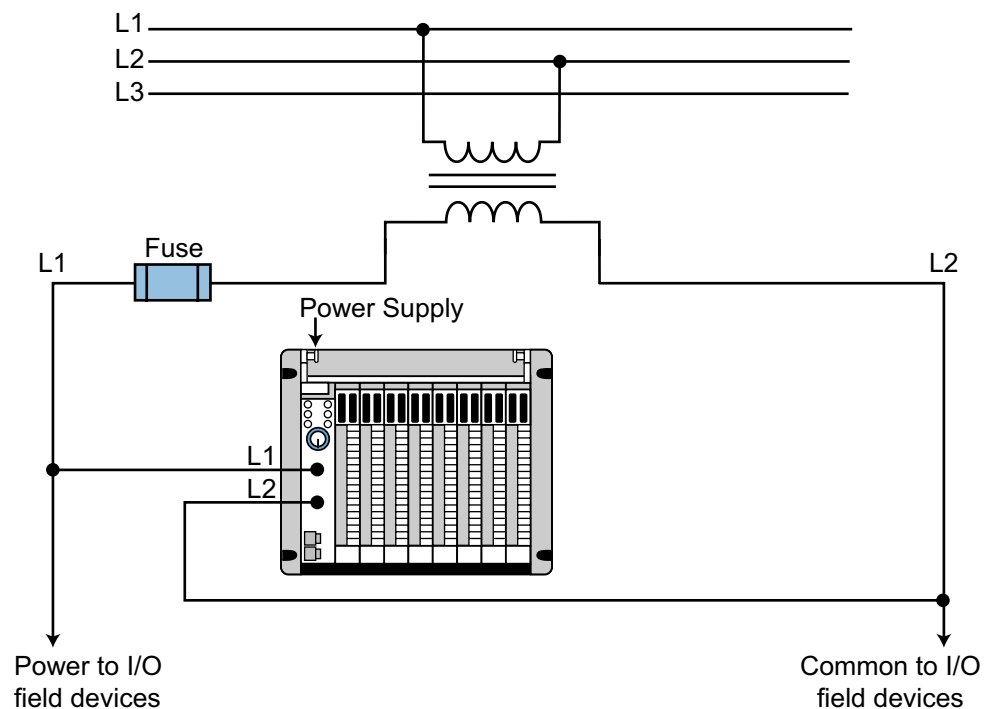 L1
L2
L3
Fuse
L1
L2
Power Supply
L1
L2
Power to I/O
field devices
Common to I/O
field devices